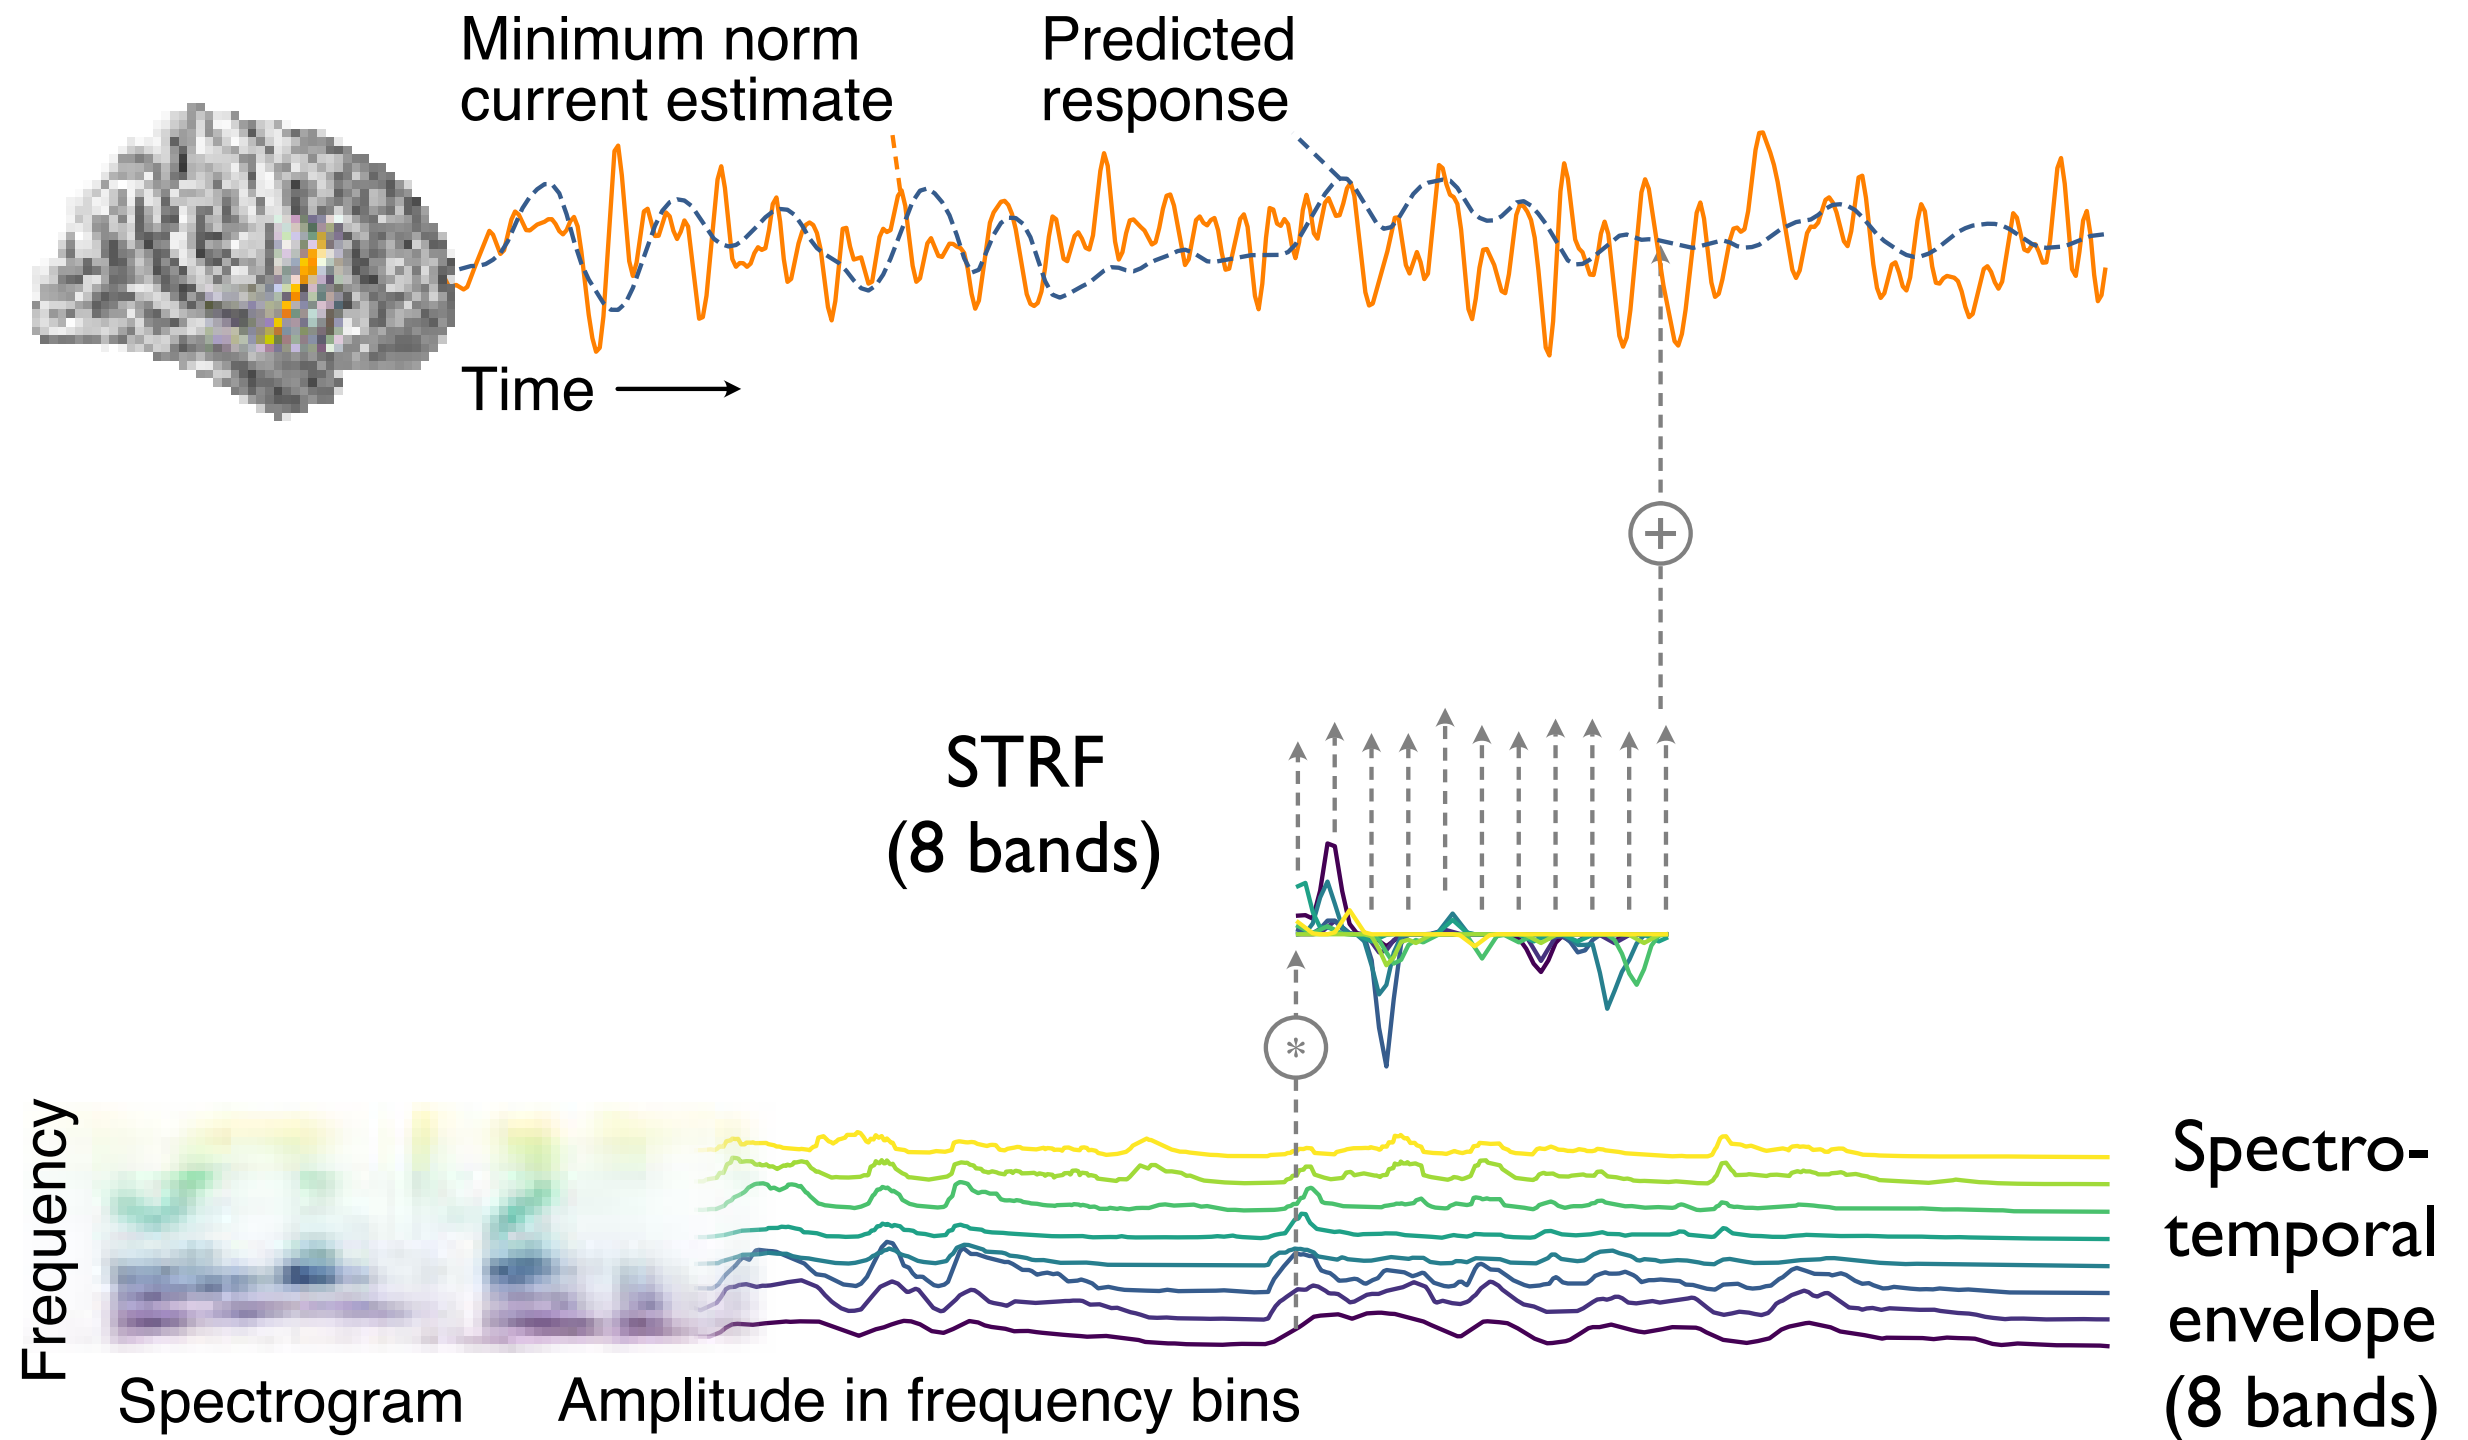 Minimum norm
current estimate
Predicted
response
Time
+
STRF
(8 bands)
*
Frequency
Spectrogram
Amplitude in frequency bins
Spectro-
temporal
envelope
(8 bands)